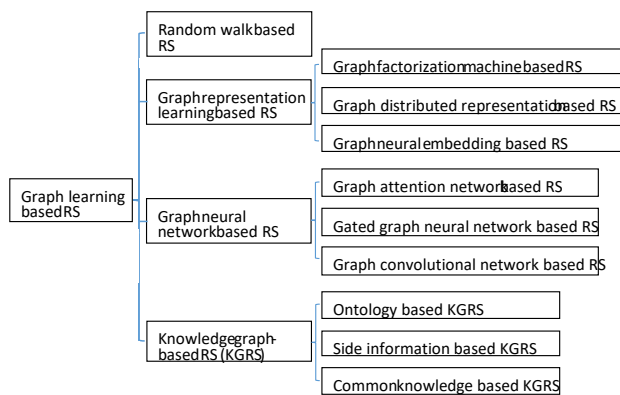 Random walkbased
RS
Graphfactorizationmachinebased RS
Graphrepresentation
learningbased RS
Graph distributed representationbased RS
Graphneuralembedding based RS
Graph learning
basedRS
Graph attention networkbased RS
Graphneural
networkbased RS
Gated graph neural network based RS
Graph convolutional network based RS
Ontology based KGRS
Knowledgegraph-
basedRS (KGRS)
Side information based KGRS
Commonknowledge based KGRS